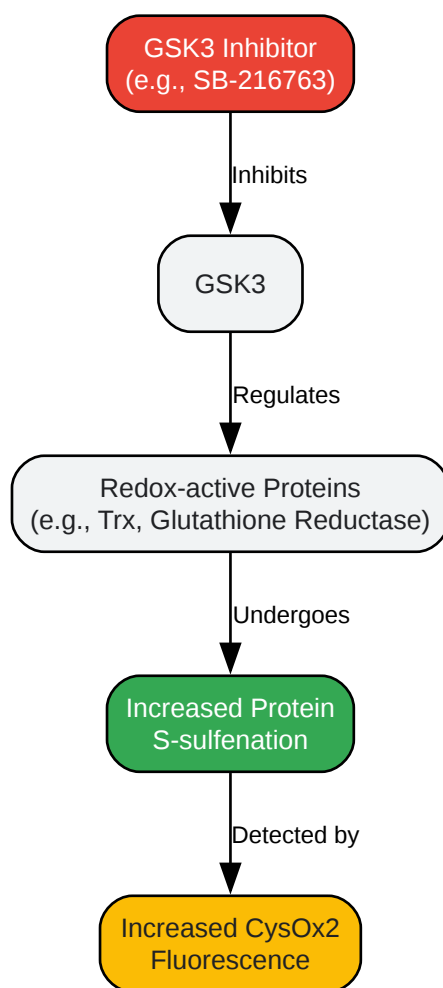 GSK3 Inhibitor
(e.g., SB-216763)
Inhibits
GSK3
Regulates
Redox-active Proteins
(e.g., Trx, Glutathione Reductase)
Undergoes
Increased Protein
S-sulfenation
Detected by
Increased CysOx2
Fluorescence